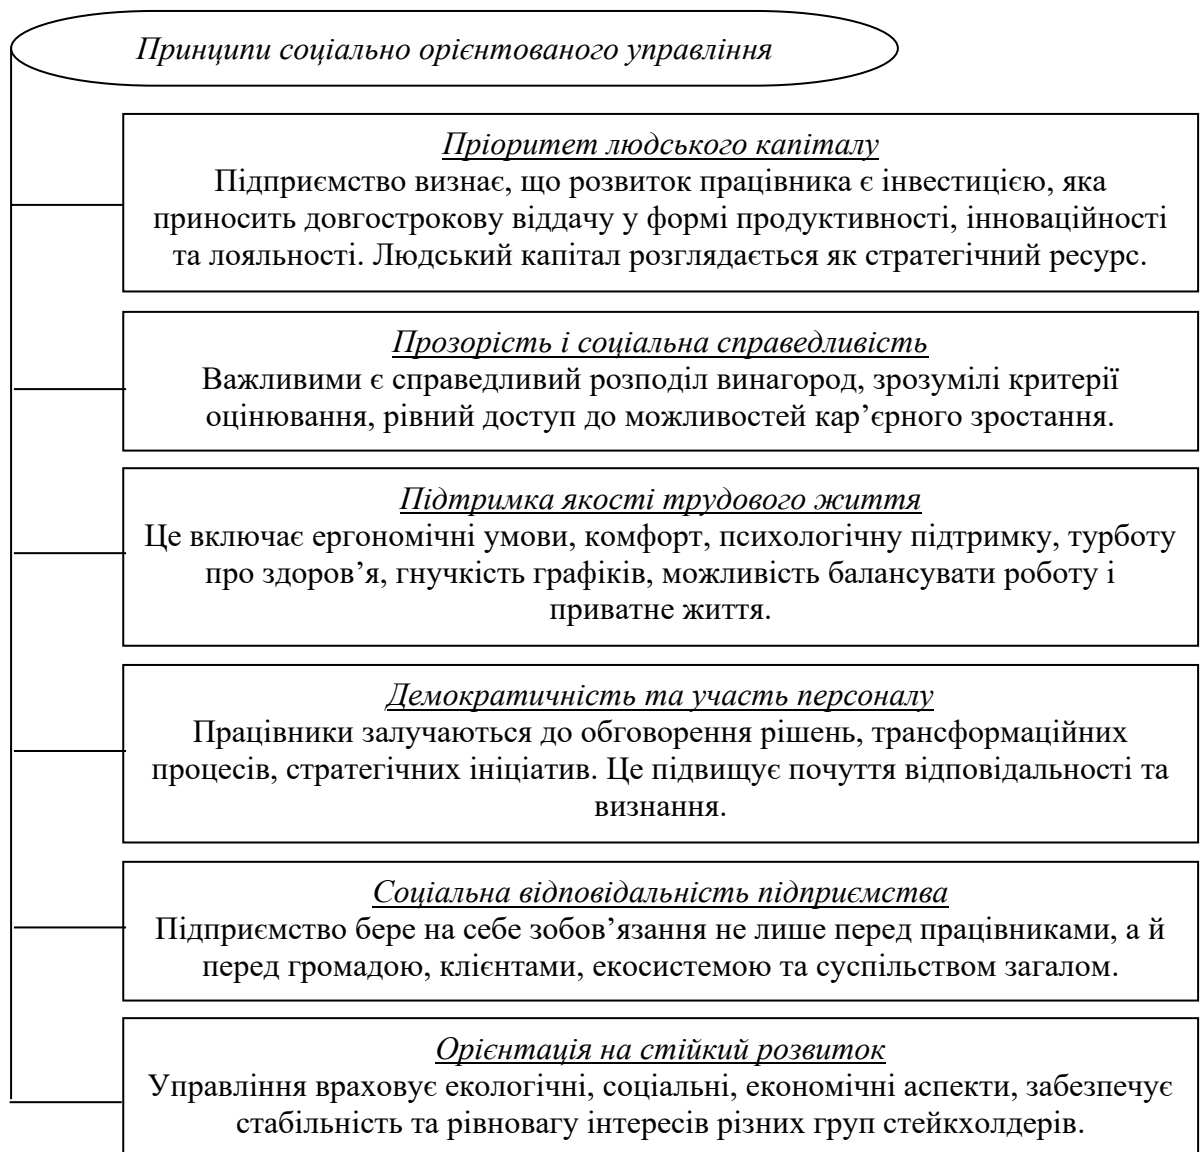 Принципи соціально орієнтованого управління
Пріоритет людського капіталу
Підприємство визнає, що розвиток працівника є інвестицією, яка
приносить довгострокову віддачу у формі продуктивності, інноваційності
та лояльності. Людський капітал розглядається як стратегічний ресурс.
Прозорість і соціальна справедливість
Важливими є справедливий розподіл винагород, зрозумілі критерії
оцінювання, рівний доступ до можливостей кар’єрного зростання.
Підтримка якості трудового життя
Це включає ергономічні умови, комфорт, психологічну підтримку, турботу
про здоров’я, гнучкість графіків, можливість балансувати роботу і
приватне життя.
Демократичність та участь персоналу
Працівники залучаються до обговорення рішень, трансформаційних
процесів, стратегічних ініціатив. Це підвищує почуття відповідальності та
визнання.
Соціальна відповідальність підприємства
Підприємство бере на себе зобов’язання не лише перед працівниками, а й
перед громадою, клієнтами, екосистемою та суспільством загалом.
Орієнтація на стійкий розвиток
Управління враховує екологічні, соціальні, економічні аспекти, забезпечує
стабільність та рівновагу інтересів різних груп стейкхолдерів.